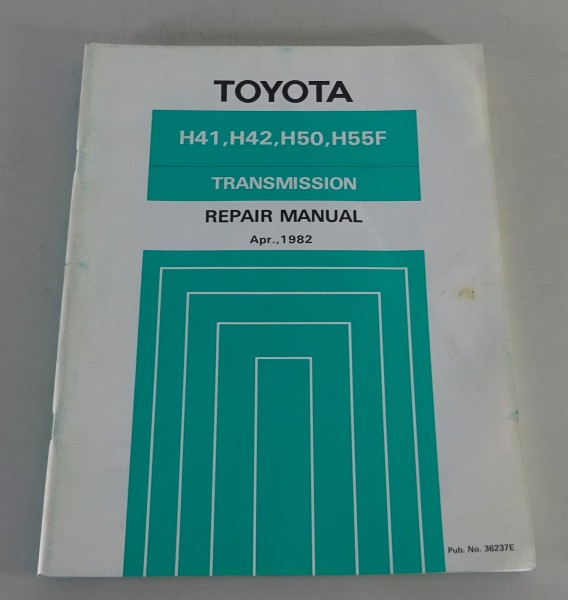 TOYOTA
H41,H42,H50,H55F
TRANSMISSION
REPAIR MANUAL
Apr.,1982
Pub. No. 36237E